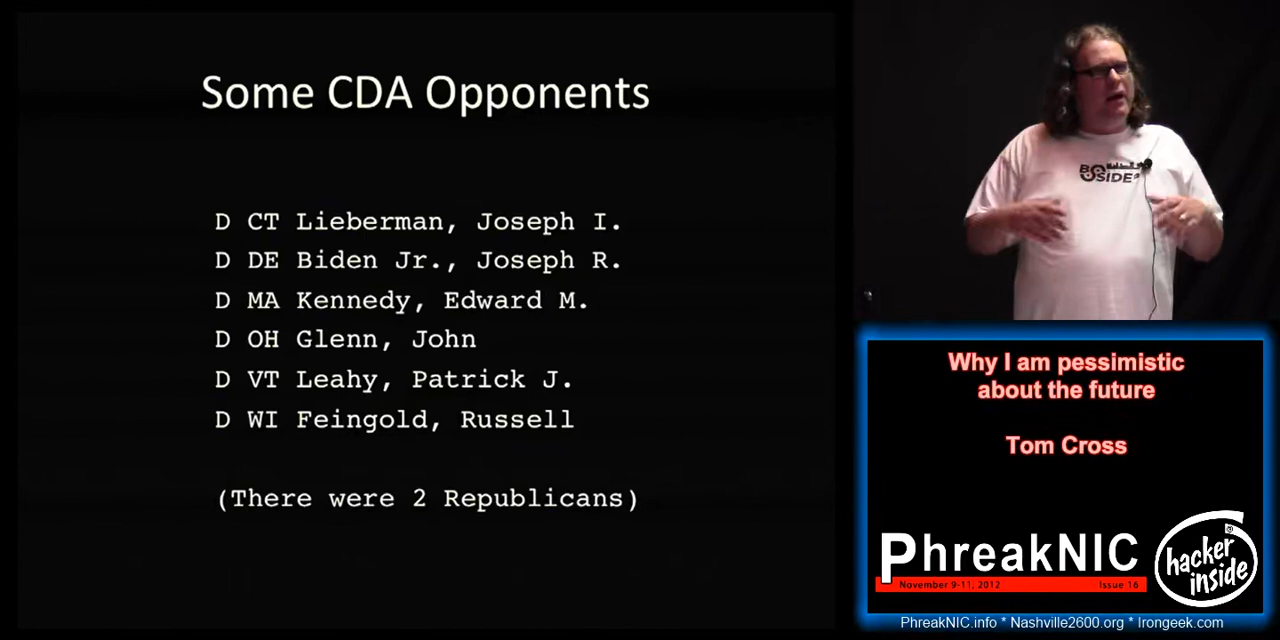 Some CDA Opponents
D CT Lieberman, Joseph I.
D DE Biden Jr., Joseph R.
D MA Kennedy, Edward M.
D OH Glenn, John
D VT Leahy, Patrick J.
D WI Feingold, Russell
(There were 2 Republicans)
B SIDES
Why I am pessimistic
about the future
Tom Cross
PhreakNIC
November 9-11, 2012 Issue 16
hacker
inside
PhreakNIC.info * Nashville2600.org * Irongeek.com